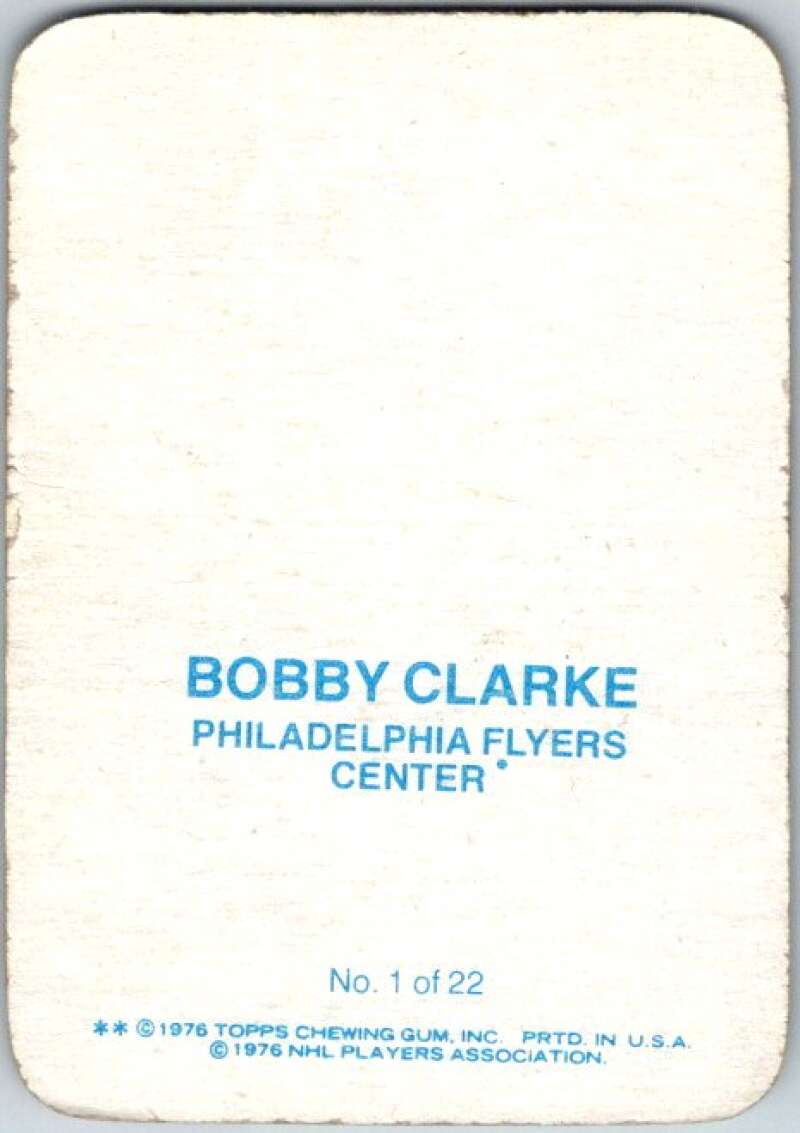 BOBBY CLARKE
PHILADELPHIA FLYERS
CENTER
No. 1 of 22
** ©1976 TOPPS CHEWING GUM, INC. PRTD. IN U.S.A.
©1976 NHL PLAYERS ASSOCIATION.